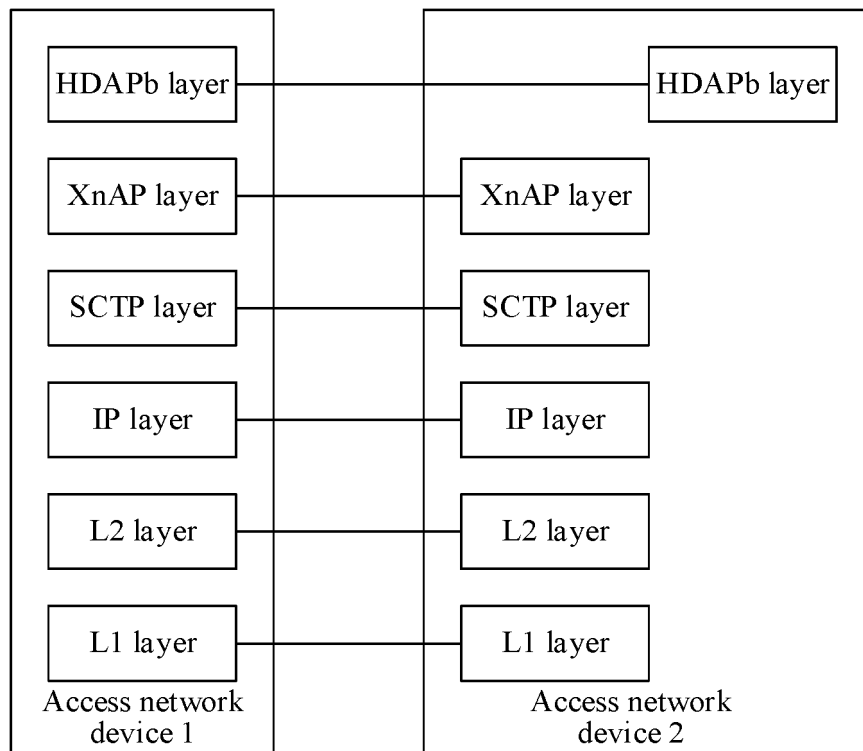 HDAPb layer
HDAPb layer
XnAP layer
XnAP layer
SCTP layer
SCTP layer
IP layer
IP layer
L2 layer
L2 layer
L1 layer
L1 layer
Access network
device 1
Access network
device 2